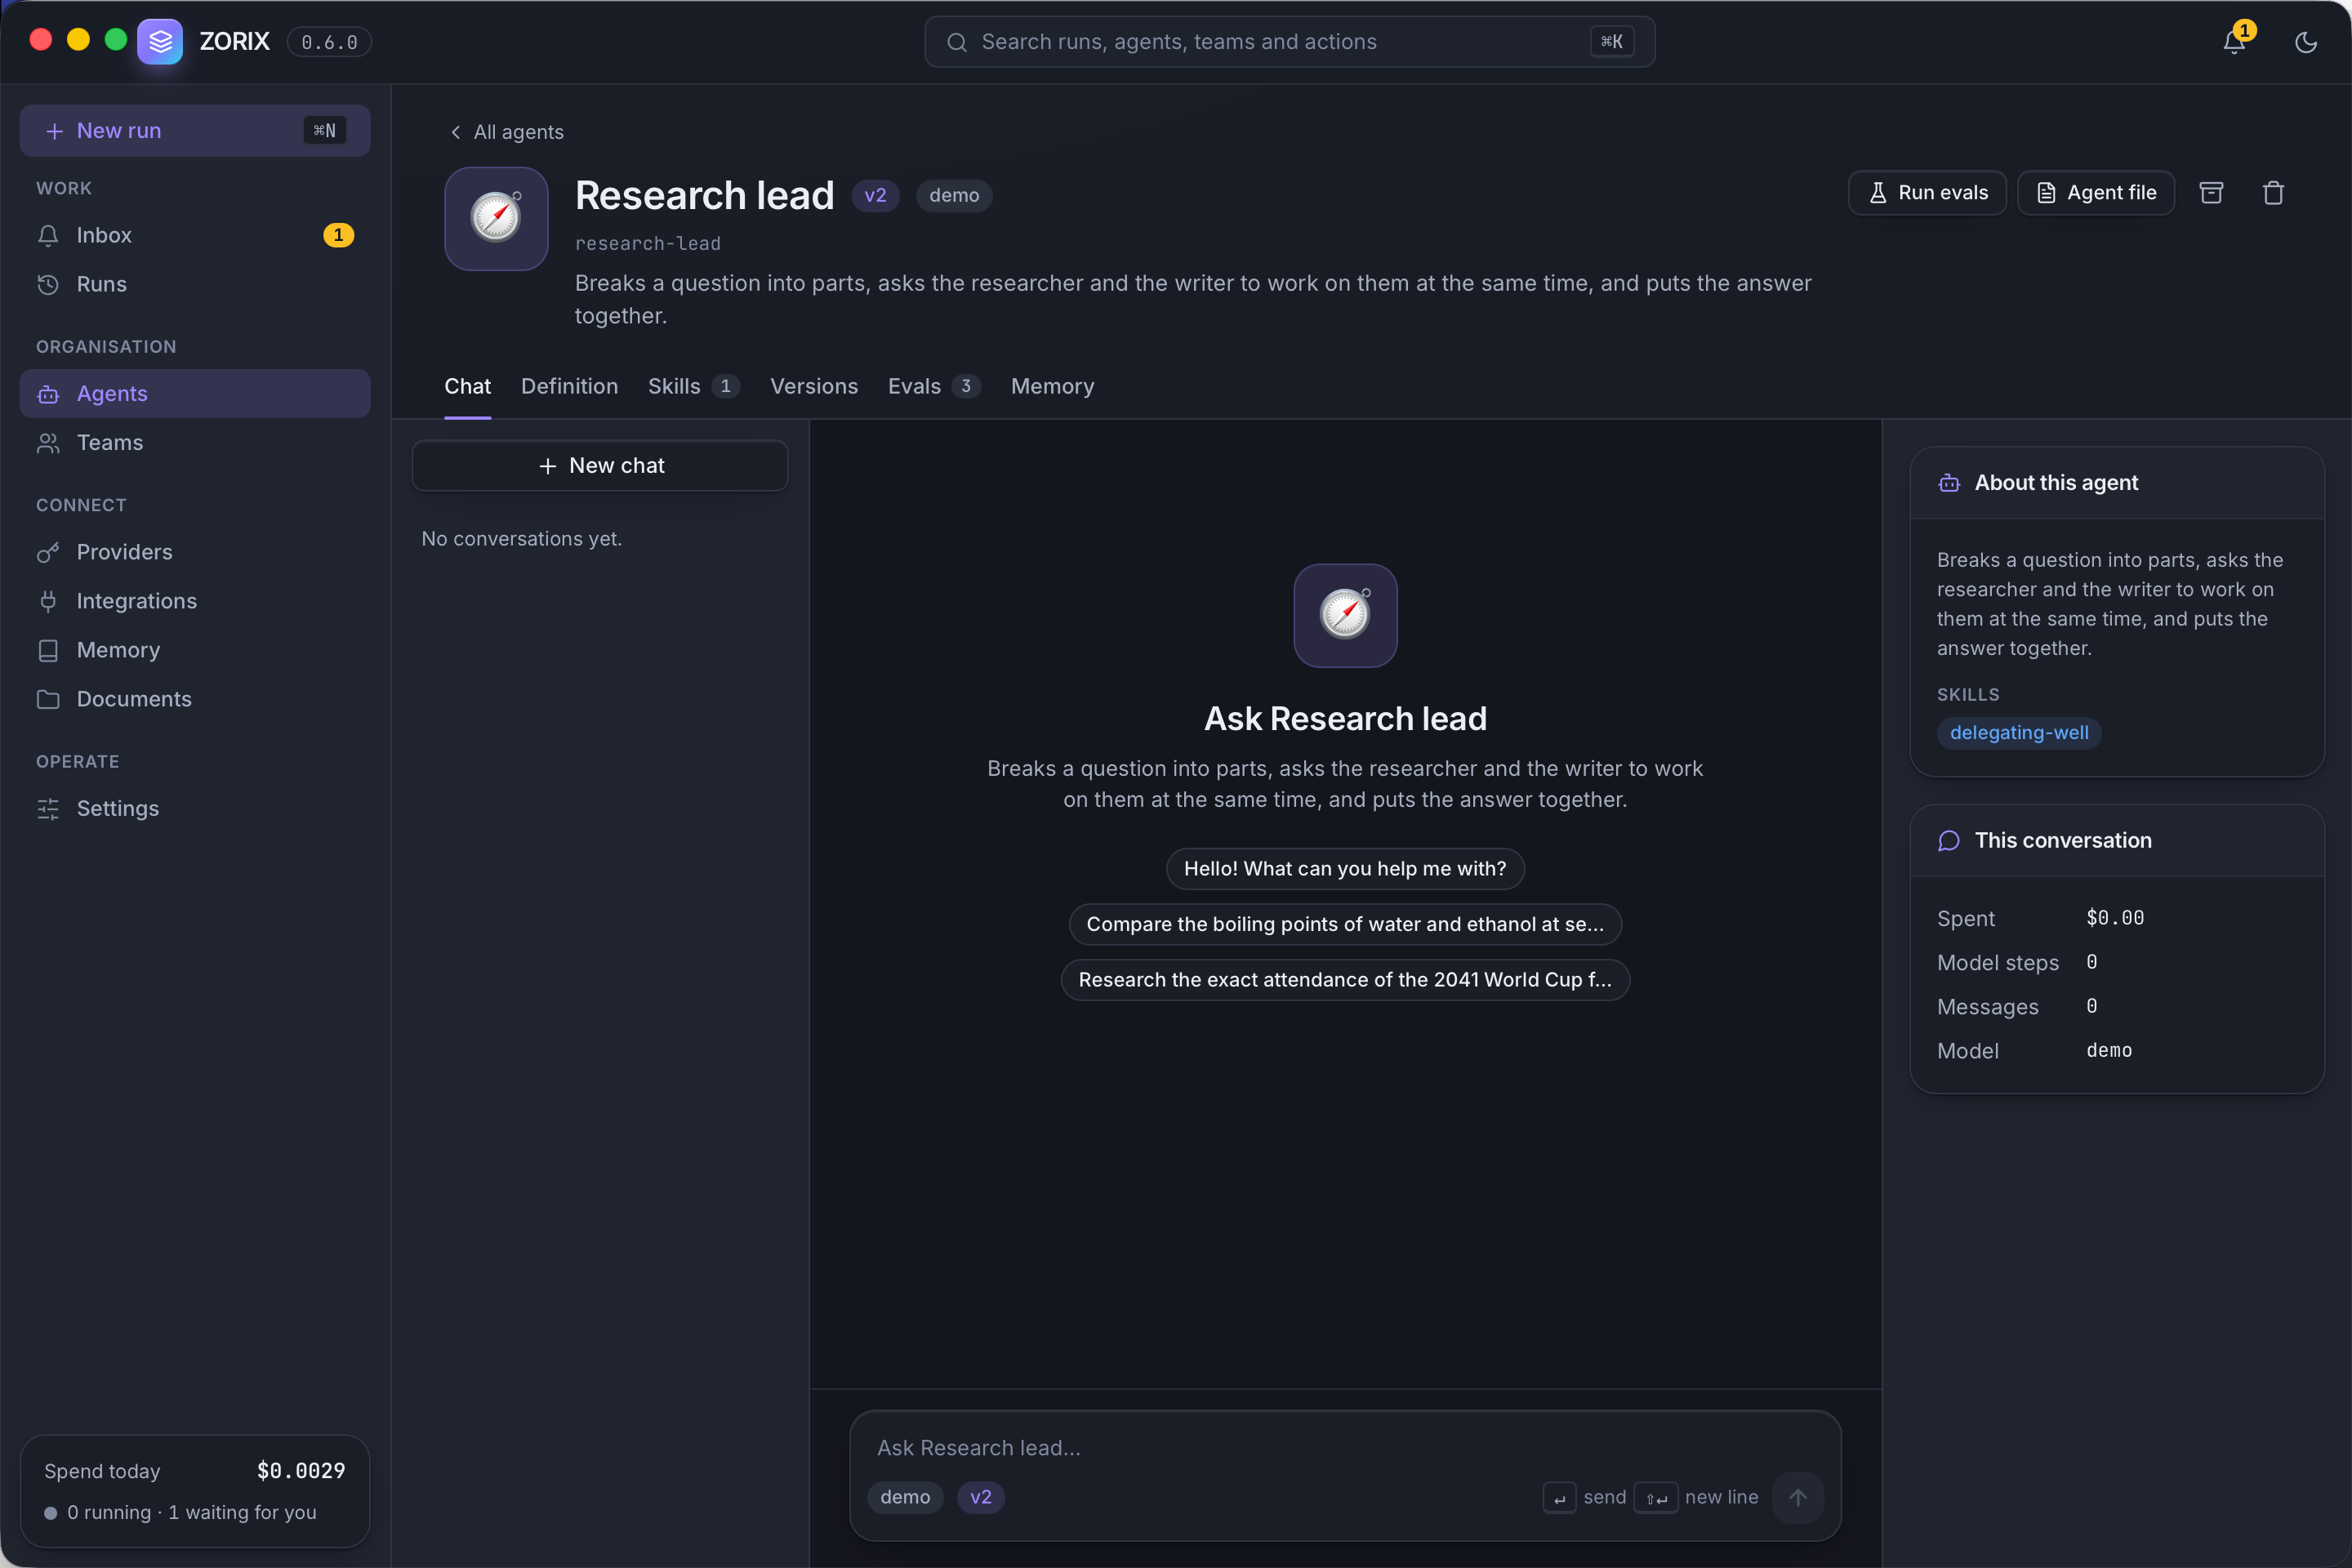 ZORIX 0.6.0
Search runs, agents, teams and actions ⌘K
1
New run ⌘N
WORK
Inbox 1
Runs
ORGANISATION
Agents
Teams
CONNECT
Providers
Integrations
Memory
Documents
OPERATE
Settings
Spend today $0.0029
0 running · 1 waiting for you
All agents
Research lead v2 demo
research-lead
Breaks a question into parts, asks the researcher and the writer to work on them at the same time, and puts the answer
together.
Run evals
Agent file
Chat Definition Skills 1 Versions Evals 3 Memory
New chat
No conversations yet.
Ask Research lead
Breaks a question into parts, asks the researcher and the writer to work
on them at the same time, and puts the answer together.
Hello! What can you help me with?
Compare the boiling points of water and ethanol at se...
Research the exact attendance of the 2041 World Cup f...
Ask Research lead...
demo v2
↵ send ⇧↵ new line
About this agent
Breaks a question into parts, asks the
researcher and the writer to work on
them at the same time, and puts the
answer together.
SKILLS
delegating-well
This conversation
Spent $0.00
Model steps 0
Messages 0
Model demo